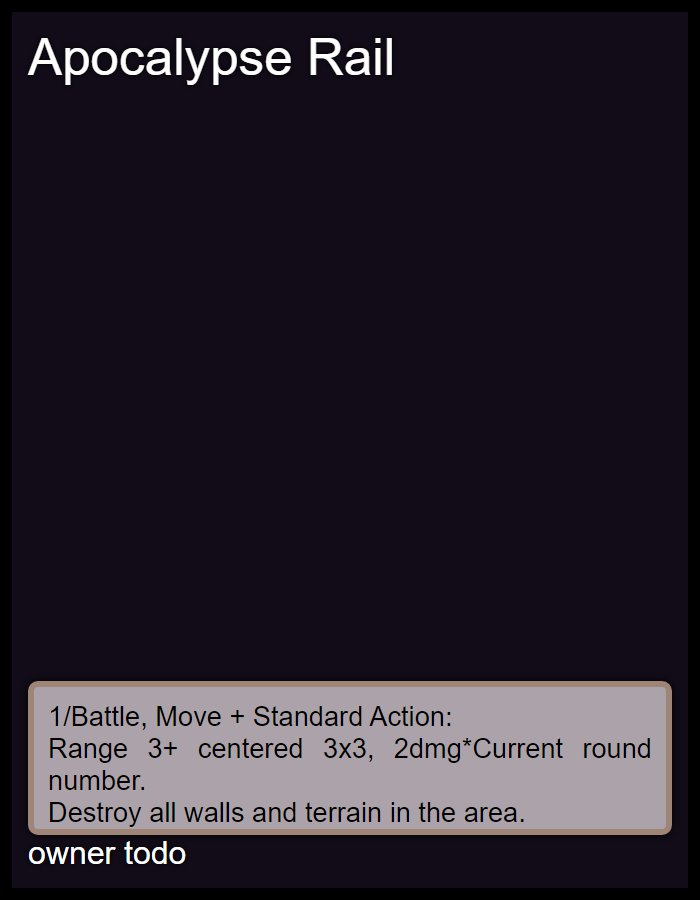 Apocalypse Rail
1/Battle, Move + Standard Action:
Range 3+ centered 3x3, 2dmg*Current round
number.
Destroy all walls and terrain in the area.
owner todo